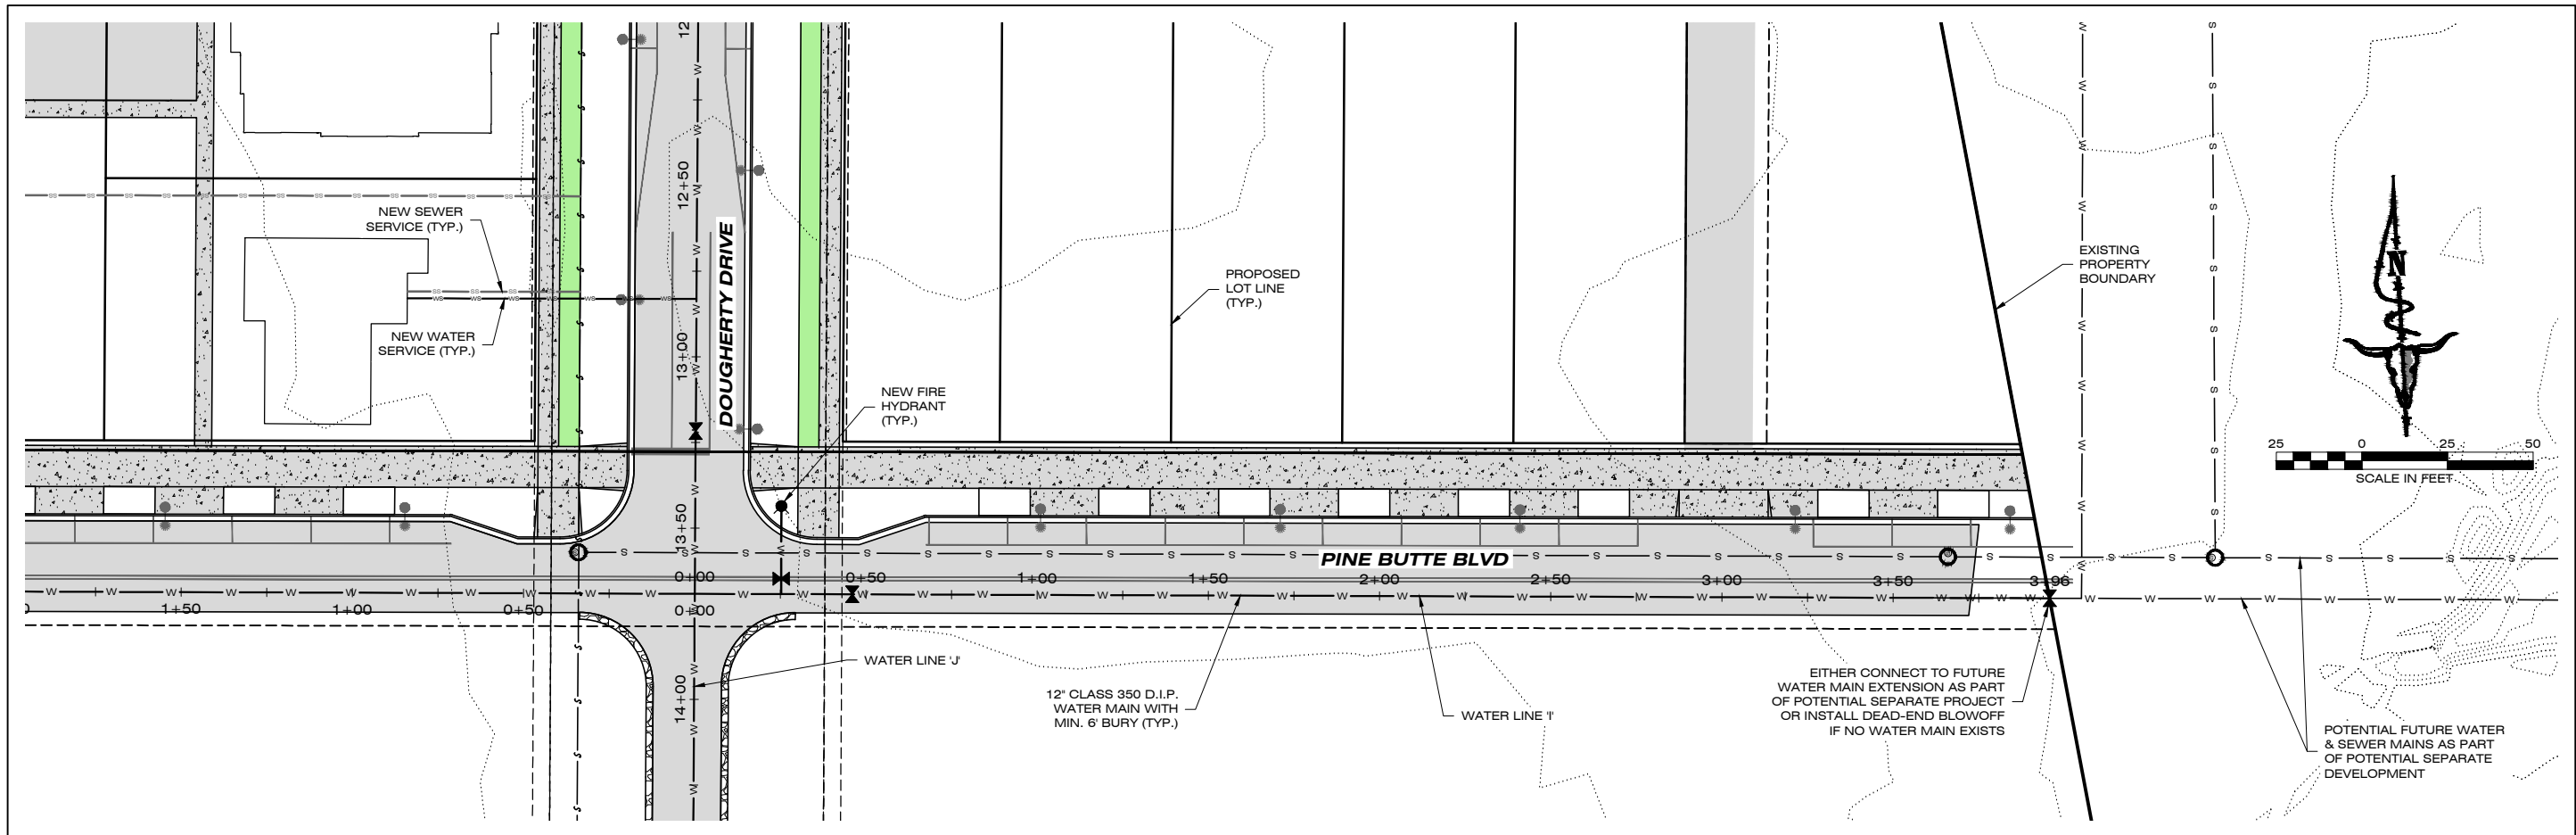 12
12+50
DOUGHERTY DRIVE
13+00
13+50
14+00
NEW SEWER
SERVICE (TYP.)
NEW WATER
SERVICE (TYP.)
NEW FIRE
HYDRANT
(TYP.)
PROPOSED
LOT LINE
(TYP.)
EXISTING
PROPERTY
BOUNDARY
N
25 0 25 50
SCALE IN FEET
PINE BUTTE BLVD
0+00 0+50 1+00 1+50 2+00 2+50 3+00 3+50 3+96
0 1+50 1+00 0+50 0+00
WATER LINE 'J'
12" CLASS 350 D.I.P.
WATER MAIN WITH
MIN. 6' BURY (TYP.)
WATER LINE 'I'
EITHER CONNECT TO FUTURE
WATER MAIN EXTENSION AS PART
OF POTENTIAL SEPARATE PROJECT
OR INSTALL DEAD-END BLOWOFF
IF NO WATER MAIN EXISTS
POTENTIAL FUTURE WATER
& SEWER MAINS AS PART
OF POTENTIAL SEPARATE
DEVELOPMENT